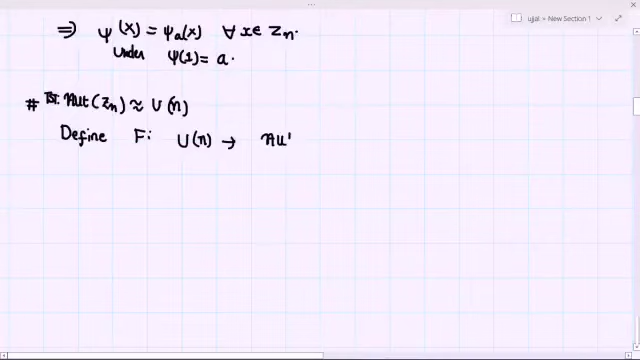 ujjal > New Section 1
⇒ ψ(x) = ψₐ(x) ∀ x ∈ Zₙ.
under ψ(1) = a.
# TST: Aut(Zₙ) ≈ U(n)
Define F: U(n) → Au